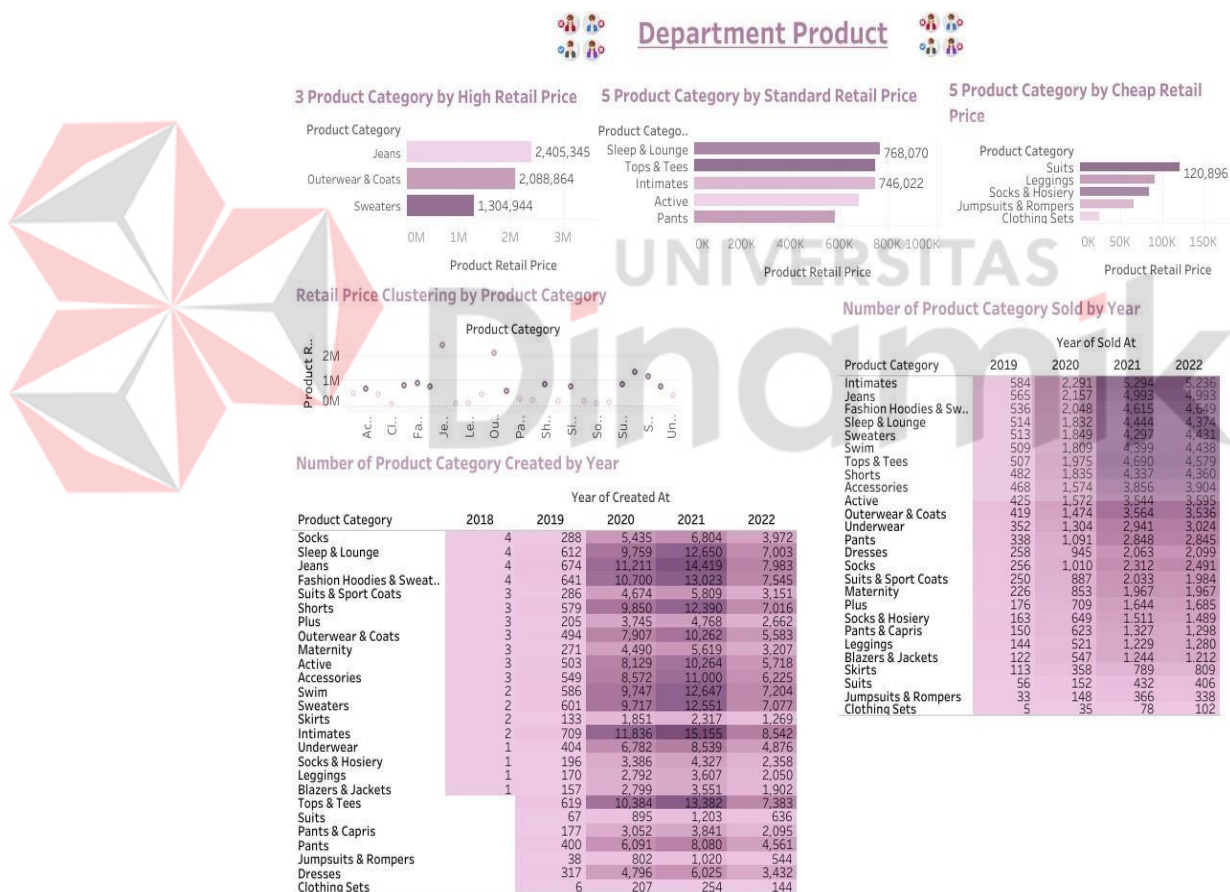 Department Product
3 Product Category by High Retail Price
Product Category
Jeans 2,405,345
Outerwear & Coats 2,088,864
Sweaters 1,304,944
0M 1M 2M 3M
Product Retail Price
5 Product Category by Standard Retail Price
Product Catego..
Sleep & Lounge 768,070
Tops & Tees
Intimates 746,022
Active
Pants
0K 200K 400K 600K 800K 1000K
Product Retail Price
5 Product Category by Cheap Retail
Price
Product Category
Suits 120,896
Leggings
Socks & Hosiery
Jumpsuits & Rompers
Clothing Sets
0K 50K 100K 150K
Product Retail Price
UNIVERSITAS
Dinamik
Retail Price Clustering by Product Category
Product Category
Product R..
2M
1M
0M
Ac.. Cl.. Fa.. Je.. Le.. Ou.. Pa.. Sh.. Sl.. So.. Su.. S.. Un..
Number of Product Category Sold by Year
Year of Sold At
Product Category 2019 2020 2021 2022
Intimates 584 2,291 5,294 5,236
Jeans 565 2,157 4,993 4,993
Fashion Hoodies & Sw.. 536 2,048 4,615 4,649
Sleep & Lounge 514 1,832 4,444 4,374
Sweaters 513 1,849 4,297 4,431
Swim 509 1,809 4,399 4,438
Tops & Tees 507 1,975 4,690 4,579
Shorts 482 1,835 4,337 4,360
Accessories 468 1,574 3,856 3,904
Active 425 1,572 3,544 3,595
Outerwear & Coats 419 1,474 3,564 3,536
Underwear 352 1,304 2,941 3,024
Pants 338 1,091 2,848 2,845
Dresses 258 945 2,063 2,099
Socks 256 1,010 2,312 2,491
Suits & Sport Coats 250 887 2,033 1,984
Maternity 226 853 1,967 1,967
Plus 176 709 1,644 1,685
Socks & Hosiery 163 649 1,511 1,489
Pants & Capris 150 623 1,327 1,298
Leggings 144 521 1,229 1,280
Blazers & Jackets 122 547 1,244 1,212
Skirts 113 358 789 809
Suits 56 152 432 406
Jumpsuits & Rompers 33 148 366 338
Clothing Sets 5 35 78 102
Number of Product Category Created by Year
Year of Created At
Product Category 2018 2019 2020 2021 2022
Socks 4 288 5,435 6,804 3,972
Sleep & Lounge 4 612 9,759 12,650 7,003
Jeans 4 674 11,211 14,419 7,983
Fashion Hoodies & Sweat.. 4 641 10,700 13,023 7,545
Suits & Sport Coats 3 286 4,674 5,809 3,151
Shorts 3 579 9,850 12,390 7,016
Plus 3 205 3,745 4,768 2,662
Outerwear & Coats 3 494 7,907 10,262 5,583
Maternity 3 271 4,490 5,619 3,207
Active 3 503 8,129 10,264 5,718
Accessories 3 549 8,572 11,000 6,225
Swim 2 586 9,747 12,647 7,204
Sweaters 2 601 9,717 12,551 7,077
Skirts 2 133 1,851 2,317 1,269
Intimates 2 709 11,836 15,155 8,542
Underwear 1 404 6,782 8,539 4,876
Socks & Hosiery 1 196 3,386 4,327 2,358
Leggings 1 170 2,792 3,607 2,050
Blazers & Jackets 1 157 2,799 3,551 1,902
Tops & Tees 619 10,384 13,382 7,383
Suits 67 895 1,203 636
Pants & Capris 177 3,052 3,841 2,095
Pants 400 6,091 8,080 4,561
Jumpsuits & Rompers 38 802 1,020 544
Dresses 317 4,796 6,025 3,432
Clothing Sets 6 207 254 144